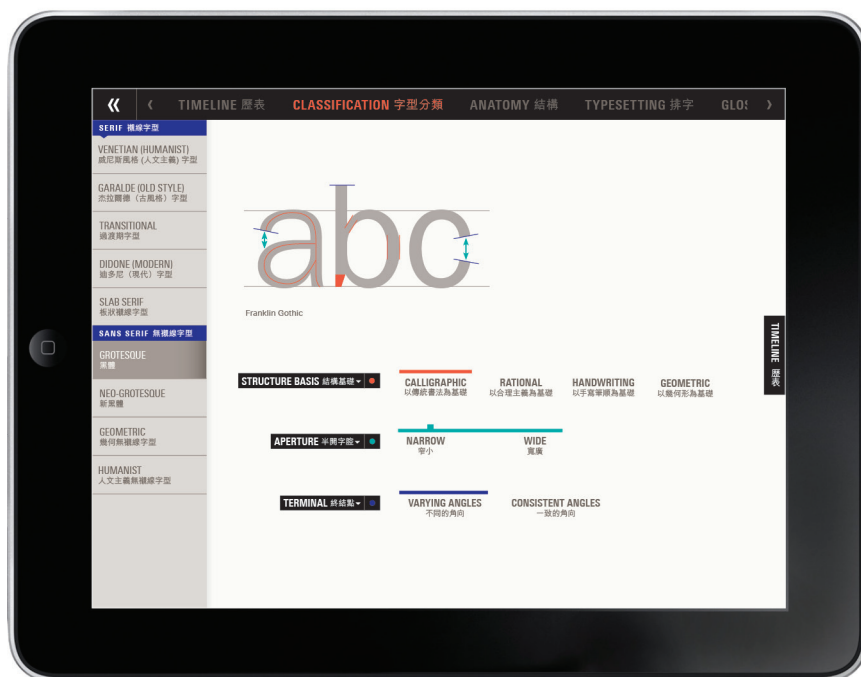 « ‹ TIMELINE 歷表 CLASSIFICATION 字型分類 ANATOMY 結構 TYPESETTING 排字 GLOS ›
SERIF 襯線字型
VENETIAN (HUMANIST)
威尼斯風格 (人文主義) 字型
GARALDE (OLD STYLE)
杰拉爾德（古風格）字型
TRANSITIONAL
過渡期字型
DIDONE (MODERN)
迪多尼（現代）字型
SLAB SERIF
板狀襯線字型
SANS SERIF 無襯線字型
GROTESQUE
黑體
NEO-GROTESQUE
新黑體
GEOMETRIC
幾何無襯線字型
HUMANIST
人文主義無襯線字型
abc
Franklin Gothic
TIMELINE 歷表
STRUCTURE BASIS 結構基礎
CALLIGRAPHIC RATIONAL HANDWRITING GEOMETRIC
以傳統書法為基礎 以合理主義為基礎 以手寫筆順為基礎 以幾何形為基礎
APERTURE 半開字腔
NARROW WIDE
窄小 寬廣
TERMINAL 終結點
VARYING ANGLES CONSISTENT ANGLES
不同的角向 一致的角向